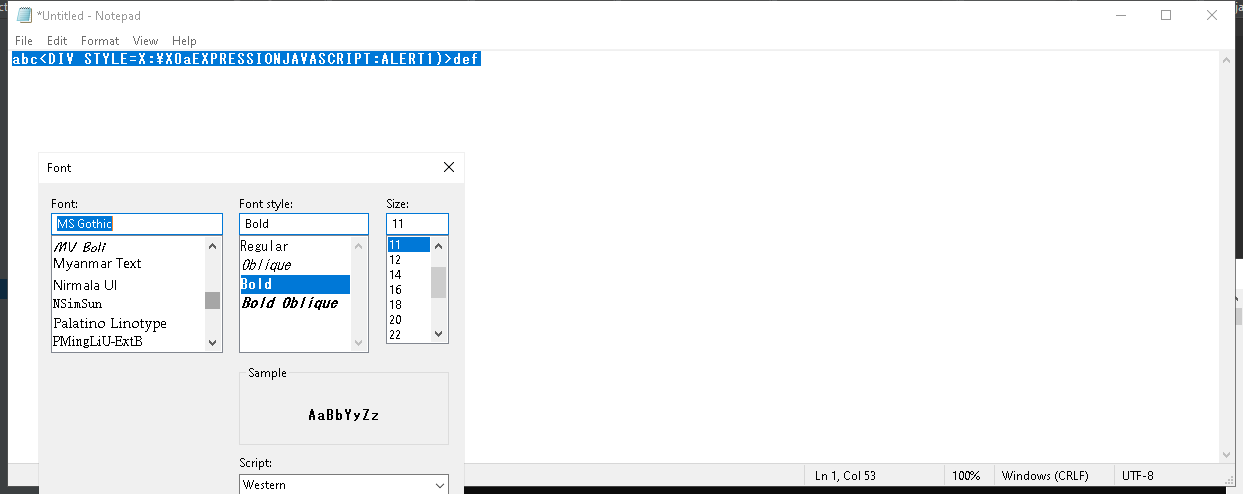 *Untitled - Notepad
File Edit Format View Help
abc<DIV STYLE=X:¥X0aEXPRESSIONJAVASCRIPT:ALERT1)>def
Font
Font: Font style: Size:
MS Gothic Bold 11
MV Boli
Myanmar Text
Nirmala UI
NSimSun
Palatino Linotype
PMingLiU-ExtB
Regular
Oblique
Bold
Bold Oblique
11
12
14
16
18
20
22
Sample
AaBbYyZz
Script:
Western
Ln 1, Col 53 100% Windows (CRLF) UTF-8